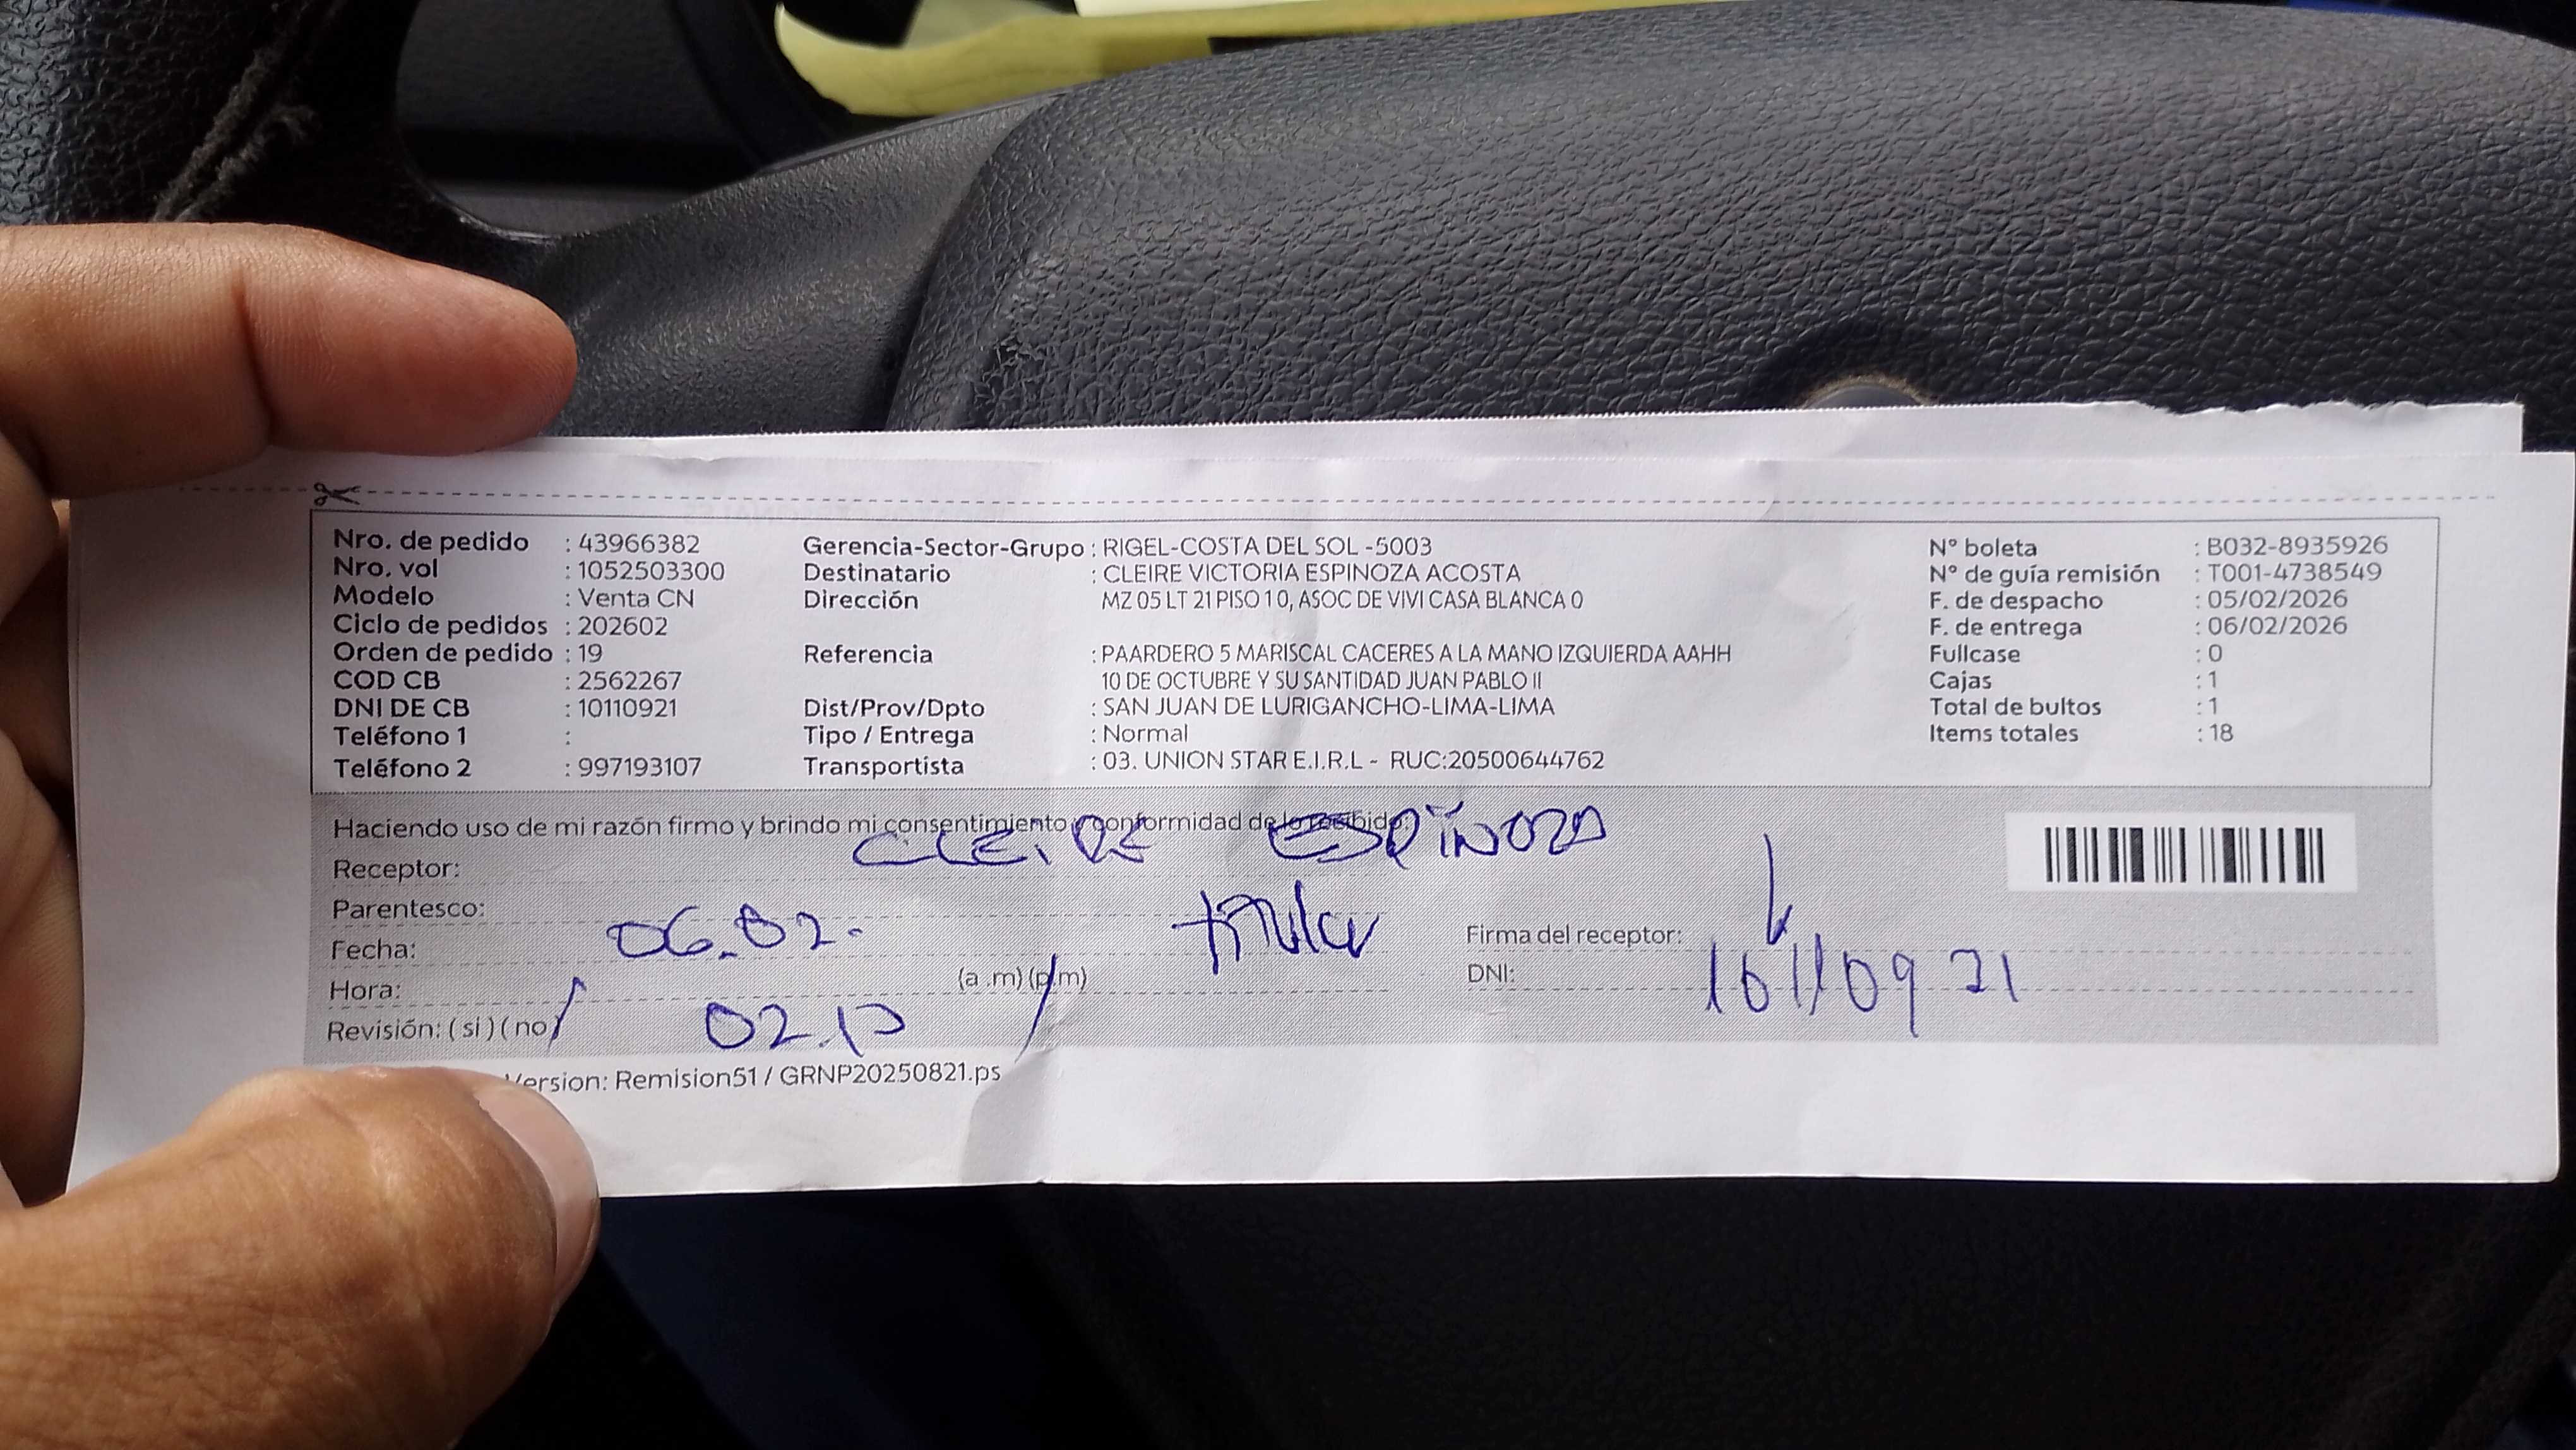 Nro. de pedido : 43966382
Nro. vol : 1052503300
Modelo : Venta CN
Ciclo de pedidos : 202602
Orden de pedido : 19
COD CB : 2562267
DNI DE CB : 10110921
Teléfono 1 :
Teléfono 2 : 997193107
Gerencia-Sector-Grupo : RIGEL-COSTA DEL SOL -5003
Destinatario : CLEIRE VICTORIA ESPINOZA ACOSTA
Dirección MZ 05 LT 21 PISO 1 0, ASOC DE VIVI CASA BLANCA 0
Referencia : PAARDERO 5 MARISCAL CACERES A LA MANO IZQUIERDA AAHH
10 DE OCTUBRE Y SU SANTIDAD JUAN PABLO II
Dist/Prov/Dpto : SAN JUAN DE LURIGANCHO-LIMA-LIMA
Tipo / Entrega : Normal
Transportista : 03. UNION STAR E.I.R.L - RUC:20500644762
N° boleta : B032-8935926
N° de guía remisión : T001-4738549
F. de despacho : 05/02/2026
F. de entrega : 06/02/2026
Fullcase : 0
Cajas : 1
Total de bultos : 1
Items totales : 18
Haciendo uso de mi razón firmo y brindo mi consentimiento y conformidad de lo recibido:
Receptor: CLEIRE ESPINOZA
Parentesco: titular
Fecha: 06.02.
Hora: (a .m) (p.m)
Revisión: ( si ) ( no )
Firma del receptor:
DNI: 10110921
Version: Remision51 / GRNP20250821.ps